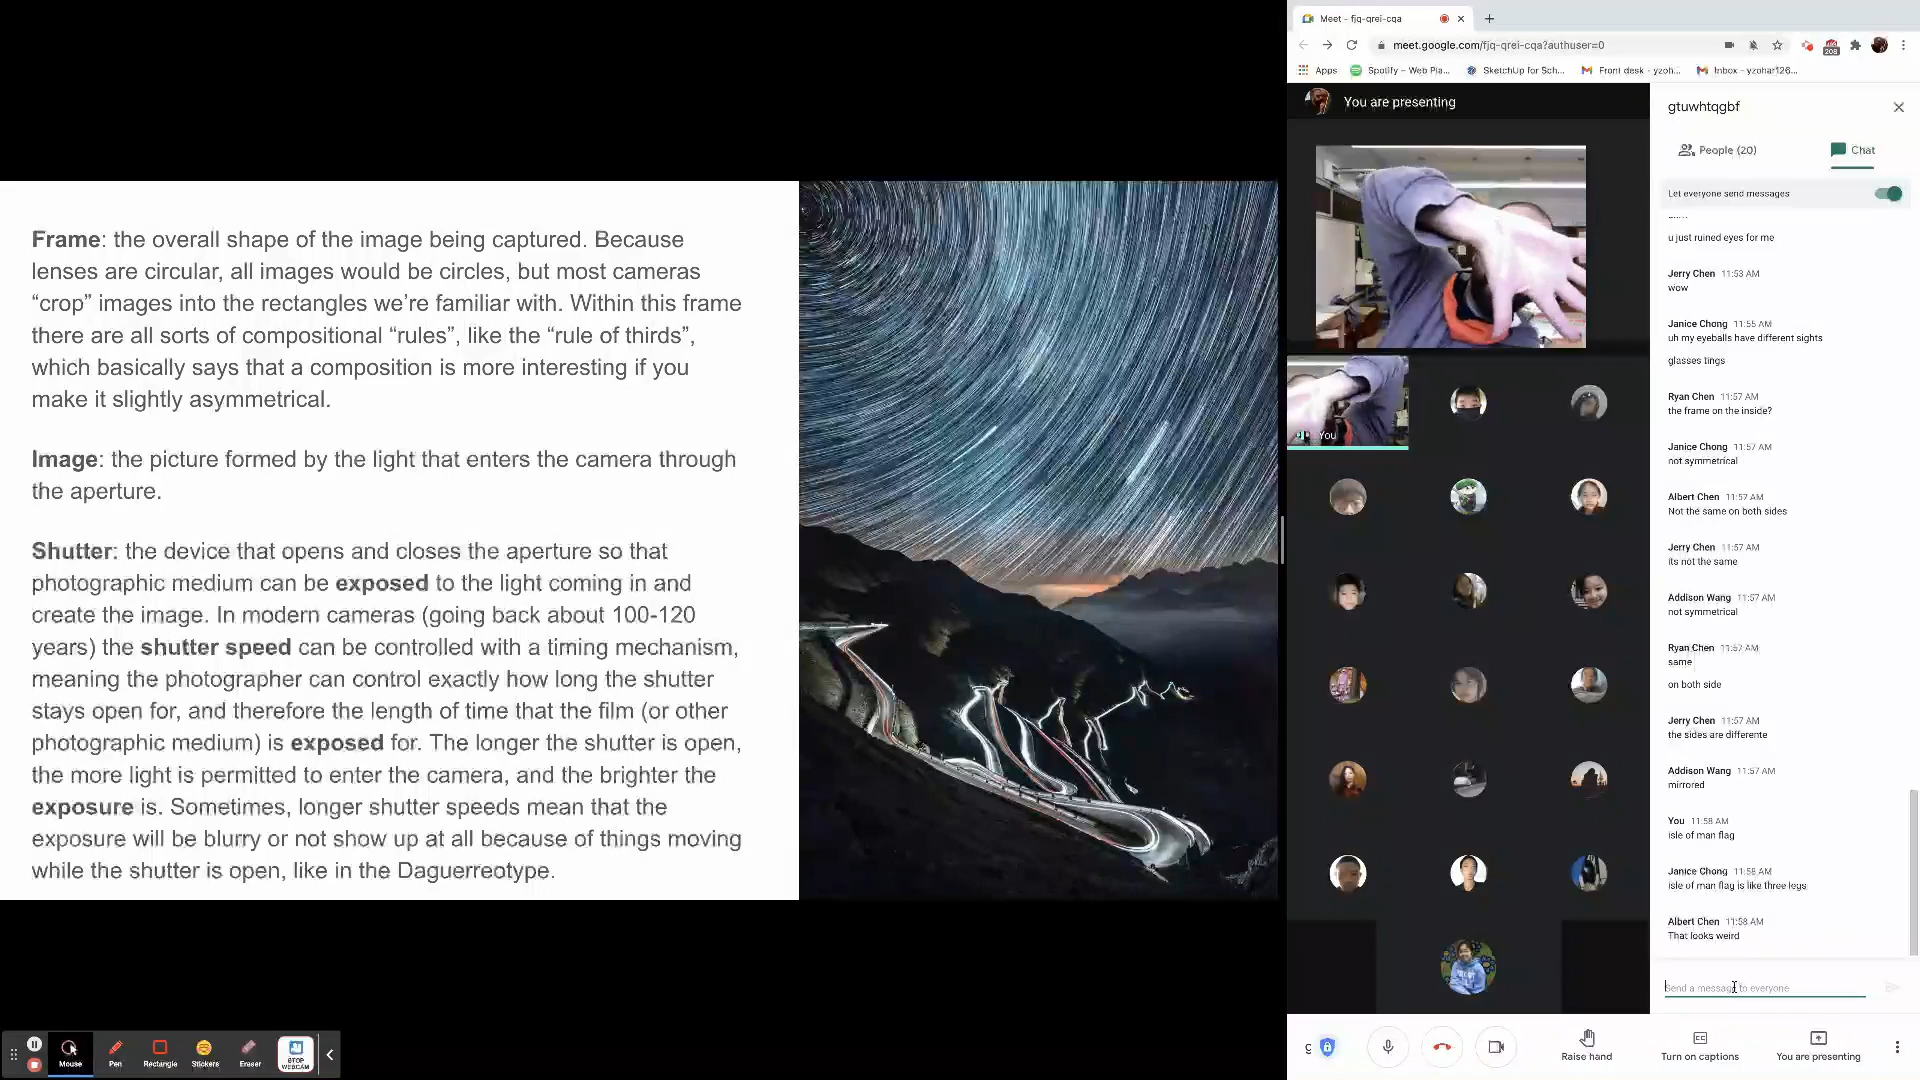 Frame: the overall shape of the image being captured. Because
lenses are circular, all images would be circles, but most cameras
“crop” images into the rectangles we’re familiar with. Within this frame
there are all sorts of compositional “rules”, like the “rule of thirds”,
which basically says that a composition is more interesting if you
make it slightly asymmetrical.
Image: the picture formed by the light that enters the camera through
the aperture.
Shutter: the device that opens and closes the aperture so that
photographic medium can be exposed to the light coming in and
create the image. In modern cameras (going back about 100-120
years) the shutter speed can be controlled with a timing mechanism,
meaning the photographer can control exactly how long the shutter
stays open for, and therefore the length of time that the film (or other
photographic medium) is exposed for. The longer the shutter is open,
the more light is permitted to enter the camera, and the brighter the
exposure is. Sometimes, longer shutter speeds mean that the
exposure will be blurry or not show up at all because of things moving
while the shutter is open, like in the Daguerreotype.
Mouse Pen Rectangle Stickers Eraser STOP WEBCAM
Meet - fjq-qrei-cqa
meet.google.com/fjq-qrei-cqa?authuser=0
208
Apps Spotify – Web Pla... SketchUp for Sch... Front desk - yzoh... Inbox - yzohar126...
You are presenting
You
gtuwhtqgbf
People (20) Chat
Let everyone send messages
u just ruined eyes for me
Jerry Chen 11:53 AM
wow
Janice Chong 11:55 AM
uh my eyeballs have different sights
glasses tings
Ryan Chen 11:57 AM
the frame on the inside?
Janice Chong 11:57 AM
not symmetrical
Albert Chen 11:57 AM
Not the same on both sides
Jerry Chen 11:57 AM
its not the same
Addison Wang 11:57 AM
not symmetrical
Ryan Chen 11:57 AM
same
on both side
Jerry Chen 11:57 AM
the sides are differente
Addison Wang 11:57 AM
mirrored
You 11:58 AM
isle of man flag
Janice Chong 11:58 AM
isle of man flag is like three legs
Albert Chen 11:58 AM
That looks weird
Send a message to everyone
g
Raise hand Turn on captions You are presenting